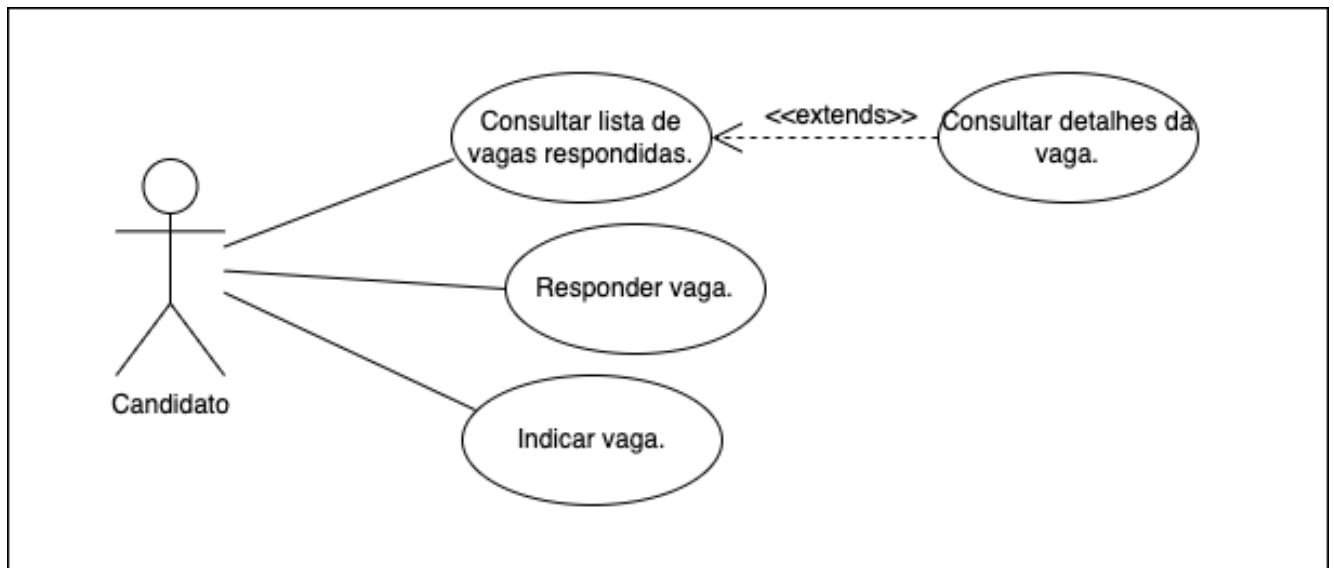 Consultar lista de
vagas respondidas.
<<extends>>
Consultar detalhes da
vaga.
Responder vaga.
Candidato
Indicar vaga.